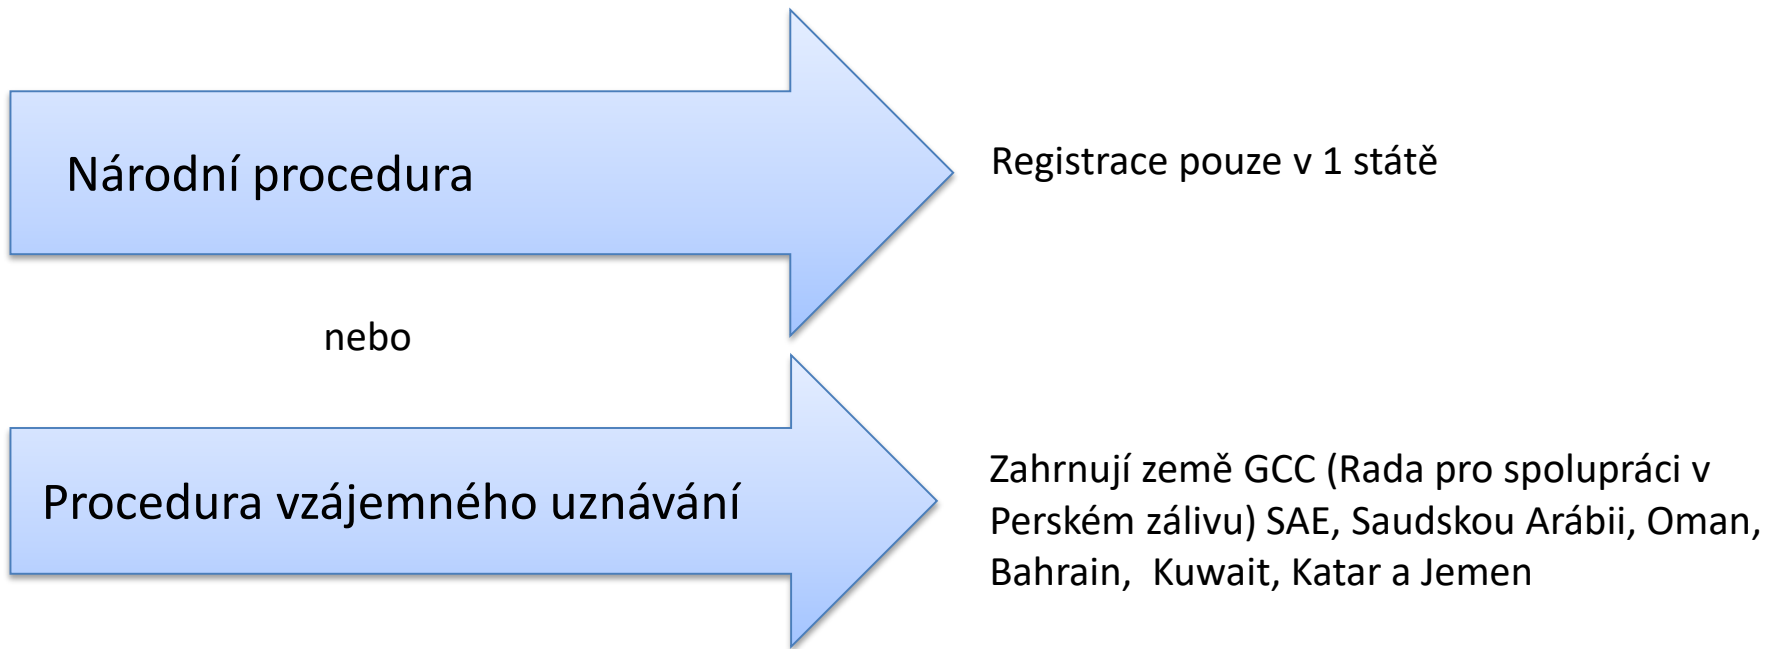 Národní procedura
Registrace pouze v 1 státě
nebo
Procedura vzájemného uznávání
Zahrnují země GCC (Rada pro spolupráci v
Perském zálivu) SAE, Saudskou Arábii, Oman,
Bahrain,  Kuwait, Katar a Jemen